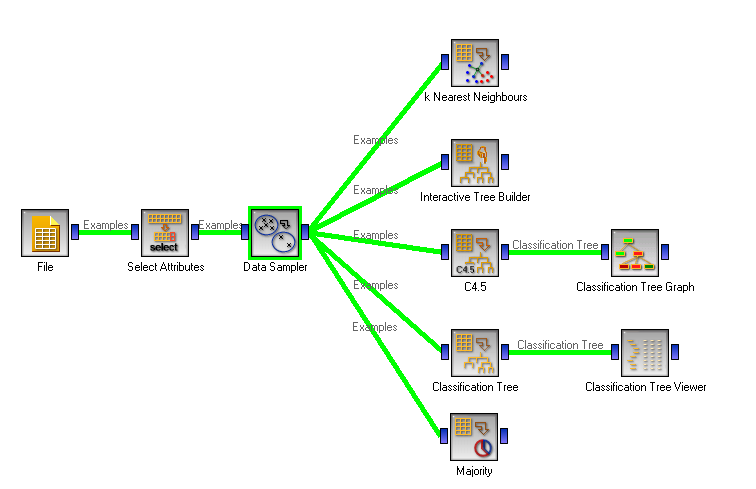 k Nearest Neighbours
Examples
Interactive Tree Builder
Examples
Examples
Examples
select
Examples
Classification Tree
File
Select Attributes
Data Sampler
C4.5
C4.5
Classification Tree Graph
Examples
Examples
Classification Tree
Classification Tree
Classification Tree Viewer
Majority